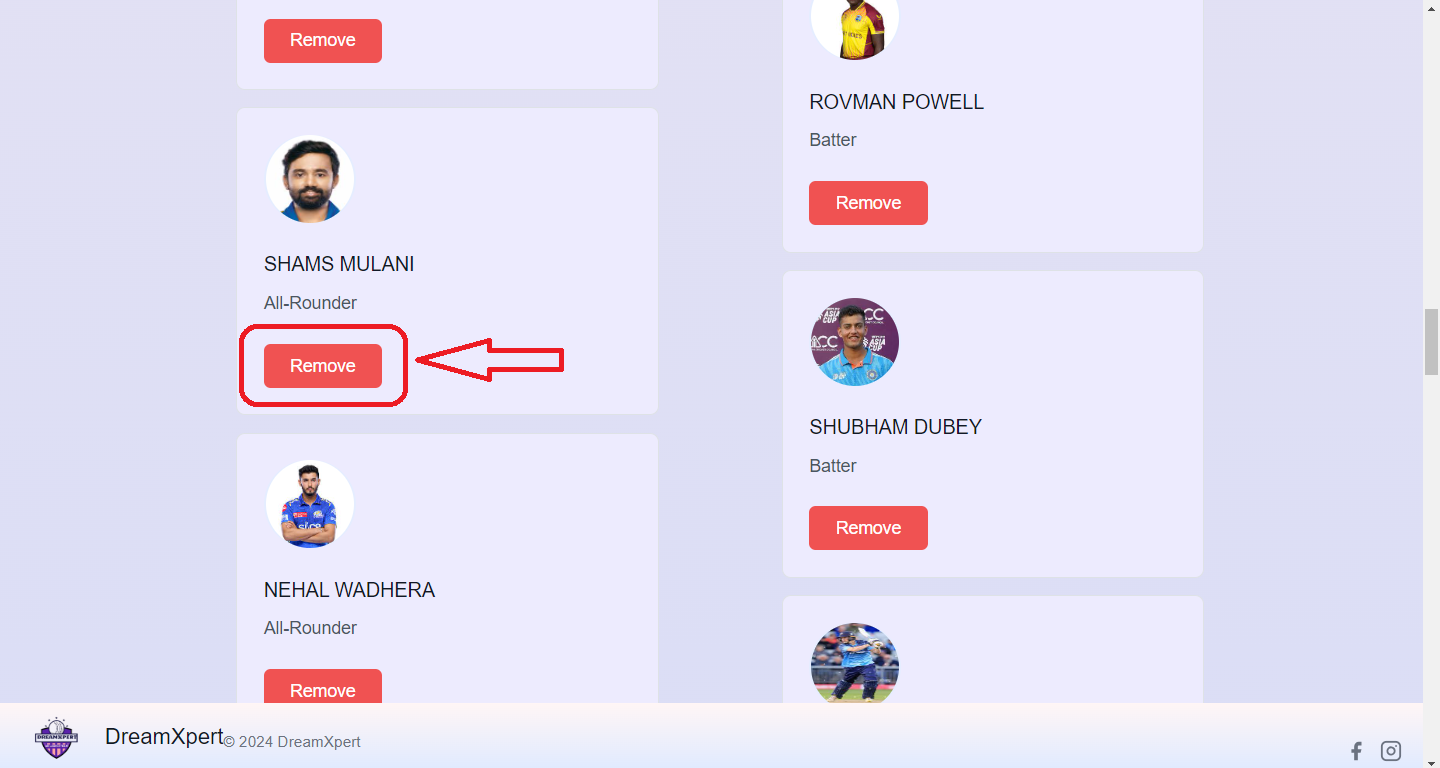 Remove
SHAMS MULANI
All-Rounder
Remove
NEHAL WADHERA
All-Rounder
Remove
ROVMAN POWELL
Batter
Remove
SHUBHAM DUBEY
Batter
Remove
DREAMXPERT
DreamXpert
© 2024 DreamXpert